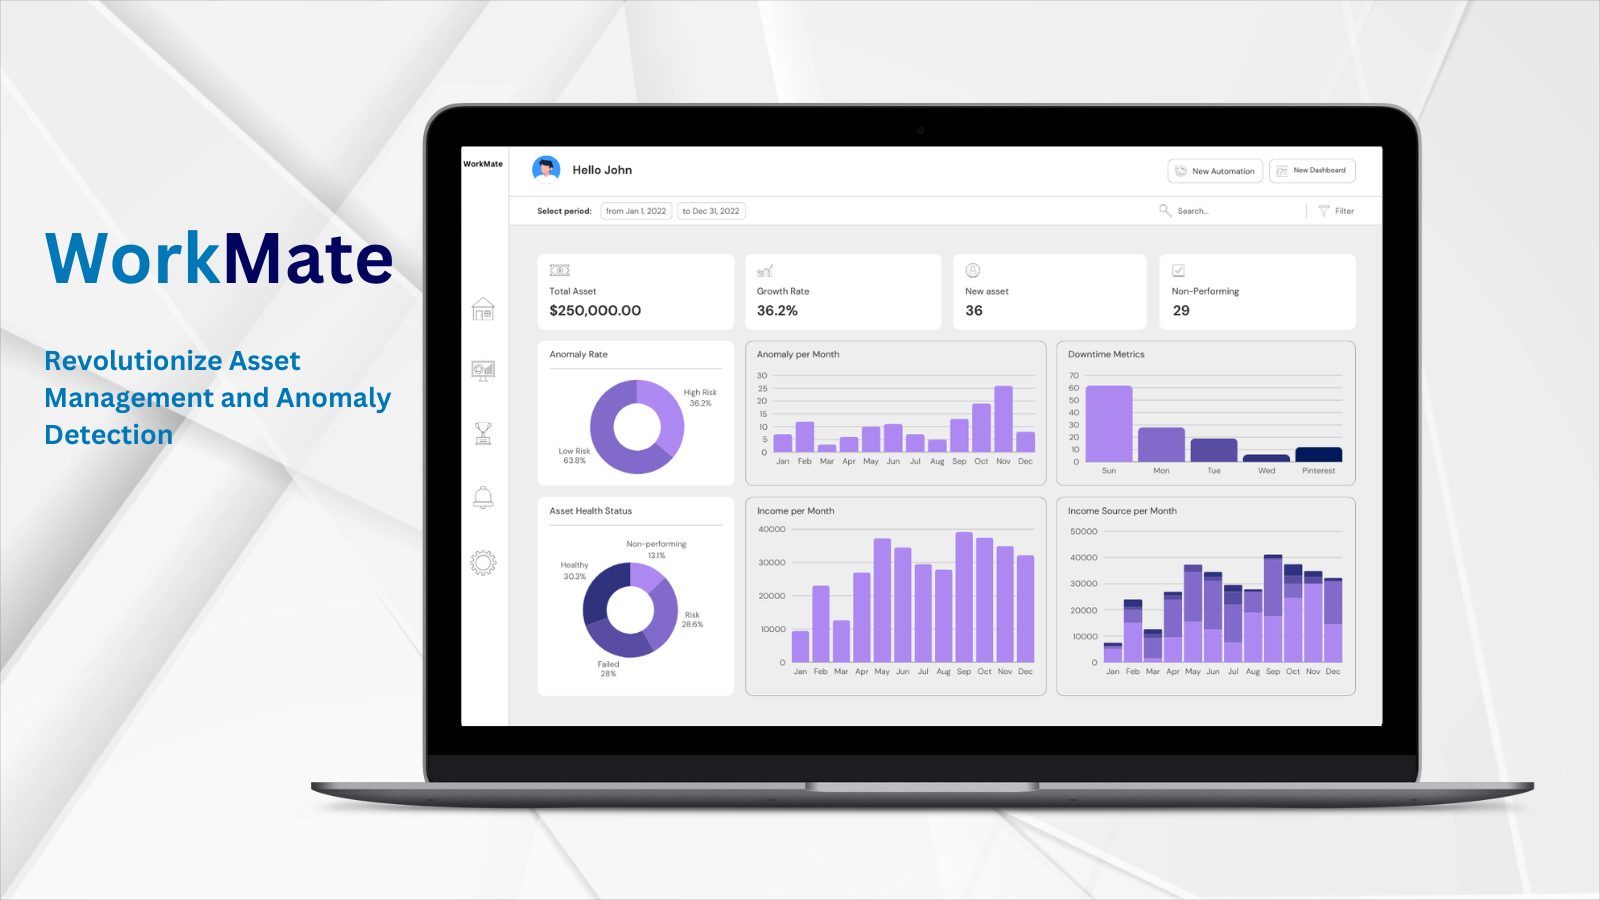 WorkMate
Revolutionize Asset
Management and Anomaly
Detection
WorkMate
Hello John
New Automation
New Dashboard
Select period:
from Jan 1, 2022
to Dec 31, 2022
Search...
Filter
Total Asset
$250,000.00
Growth Rate
36.2%
New asset
36
Non-Performing
29
Anomaly Rate
High Risk
36.2%
Low Risk
63.8%
Anomaly per Month
30
25
20
15
10
5
0
Jan Feb Mar Apr May Jun Jul Aug Sep Oct Nov Dec
Downtime Metrics
70
60
50
40
30
20
10
0
Sun Mon Tue Wed Pinterest
Asset Health Status
Non-performing
13.1%
Healthy
30.3%
Risk
28.6%
Failed
28%
Income per Month
40000
30000
20000
10000
0
Jan Feb Mar Apr May Jun Jul Aug Sep Oct Nov Dec
Income Source per Month
50000
40000
30000
20000
10000
0
Jan Feb Mar Apr May Jun Jul Aug Sep Oct Nov Dec